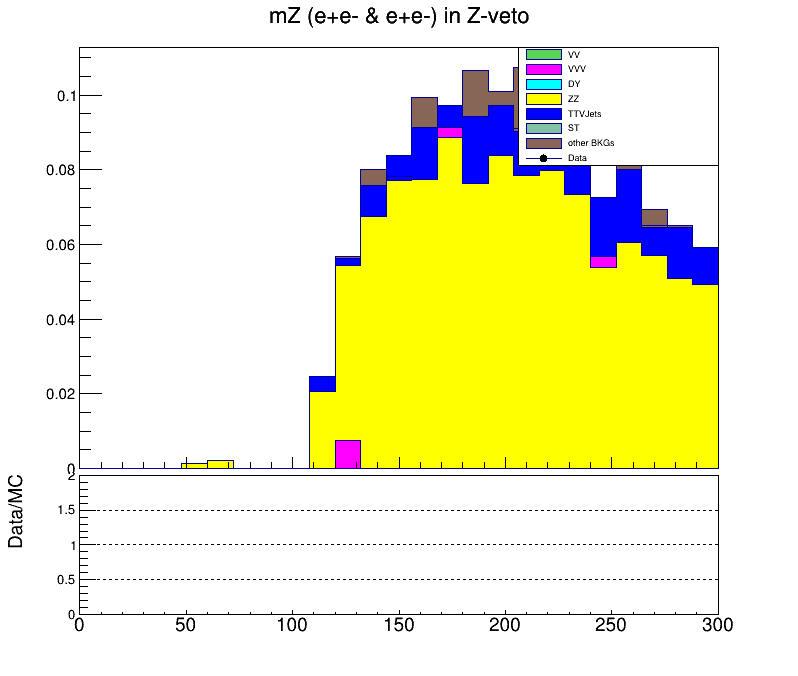 mZ (e+e- & e+e-) in Z-veto
VV
VVV
DY
ZZ
TTVJets
ST
other BKGs
Data
0.1
0.08
0.06
0.04
0.02
0
Data/MC
2
1.5
1
0.5
0
0 50 100 150 200 250 300